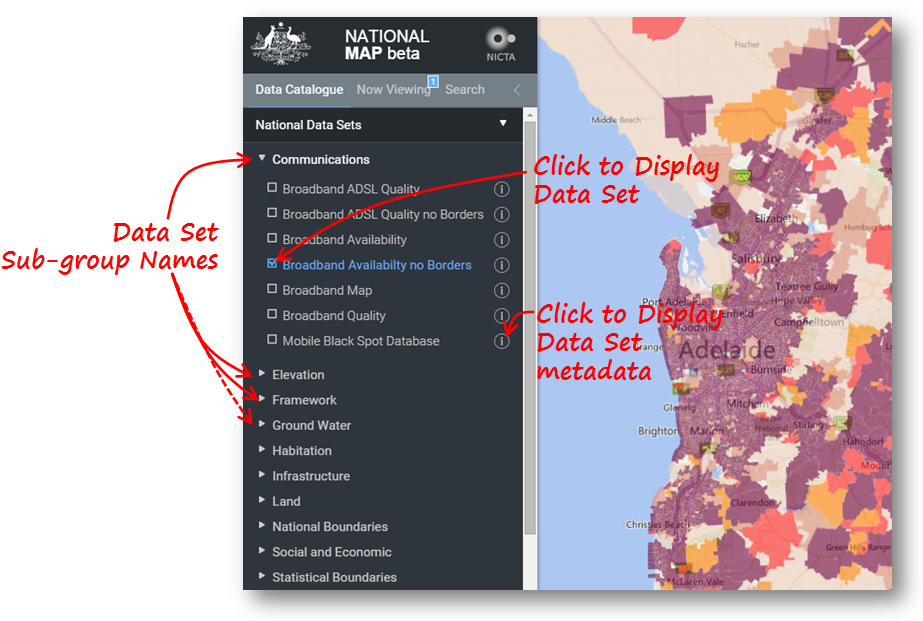 NATIONAL
MAP beta
NICTA
Data Catalogue
Now Viewing
1
Search
National Data Sets
Communications
Broadband ADSL Quality
Broadband ADSL Quality no Borders
Broadband Availability
Broadband Availabilty no Borders
Broadband Map
Broadband Quality
Mobile Black Spot Database
Elevation
Framework
Ground Water
Habitation
Infrastructure
Land
National Boundaries
Social and Economic
Statistical Boundaries
Data Set
Sub-group Names
Click to Display
Data Set
Click to Display
Data Set
metadata
Fischer
Middle Beach
Gawler
Elizabeth
Humbug Scr
Salisbury
Teatree Gully
Hope Valley
Port Adelaide
Enfield
Campbelltown
Woodville
Grange
Adelaide
Burnside
Glenelg
Mitcham
Brighton
Marion
National
Stirling
Hahndorf
Mount
Clarendon
Christies Beach
Green Hills Range
McLaren Vale